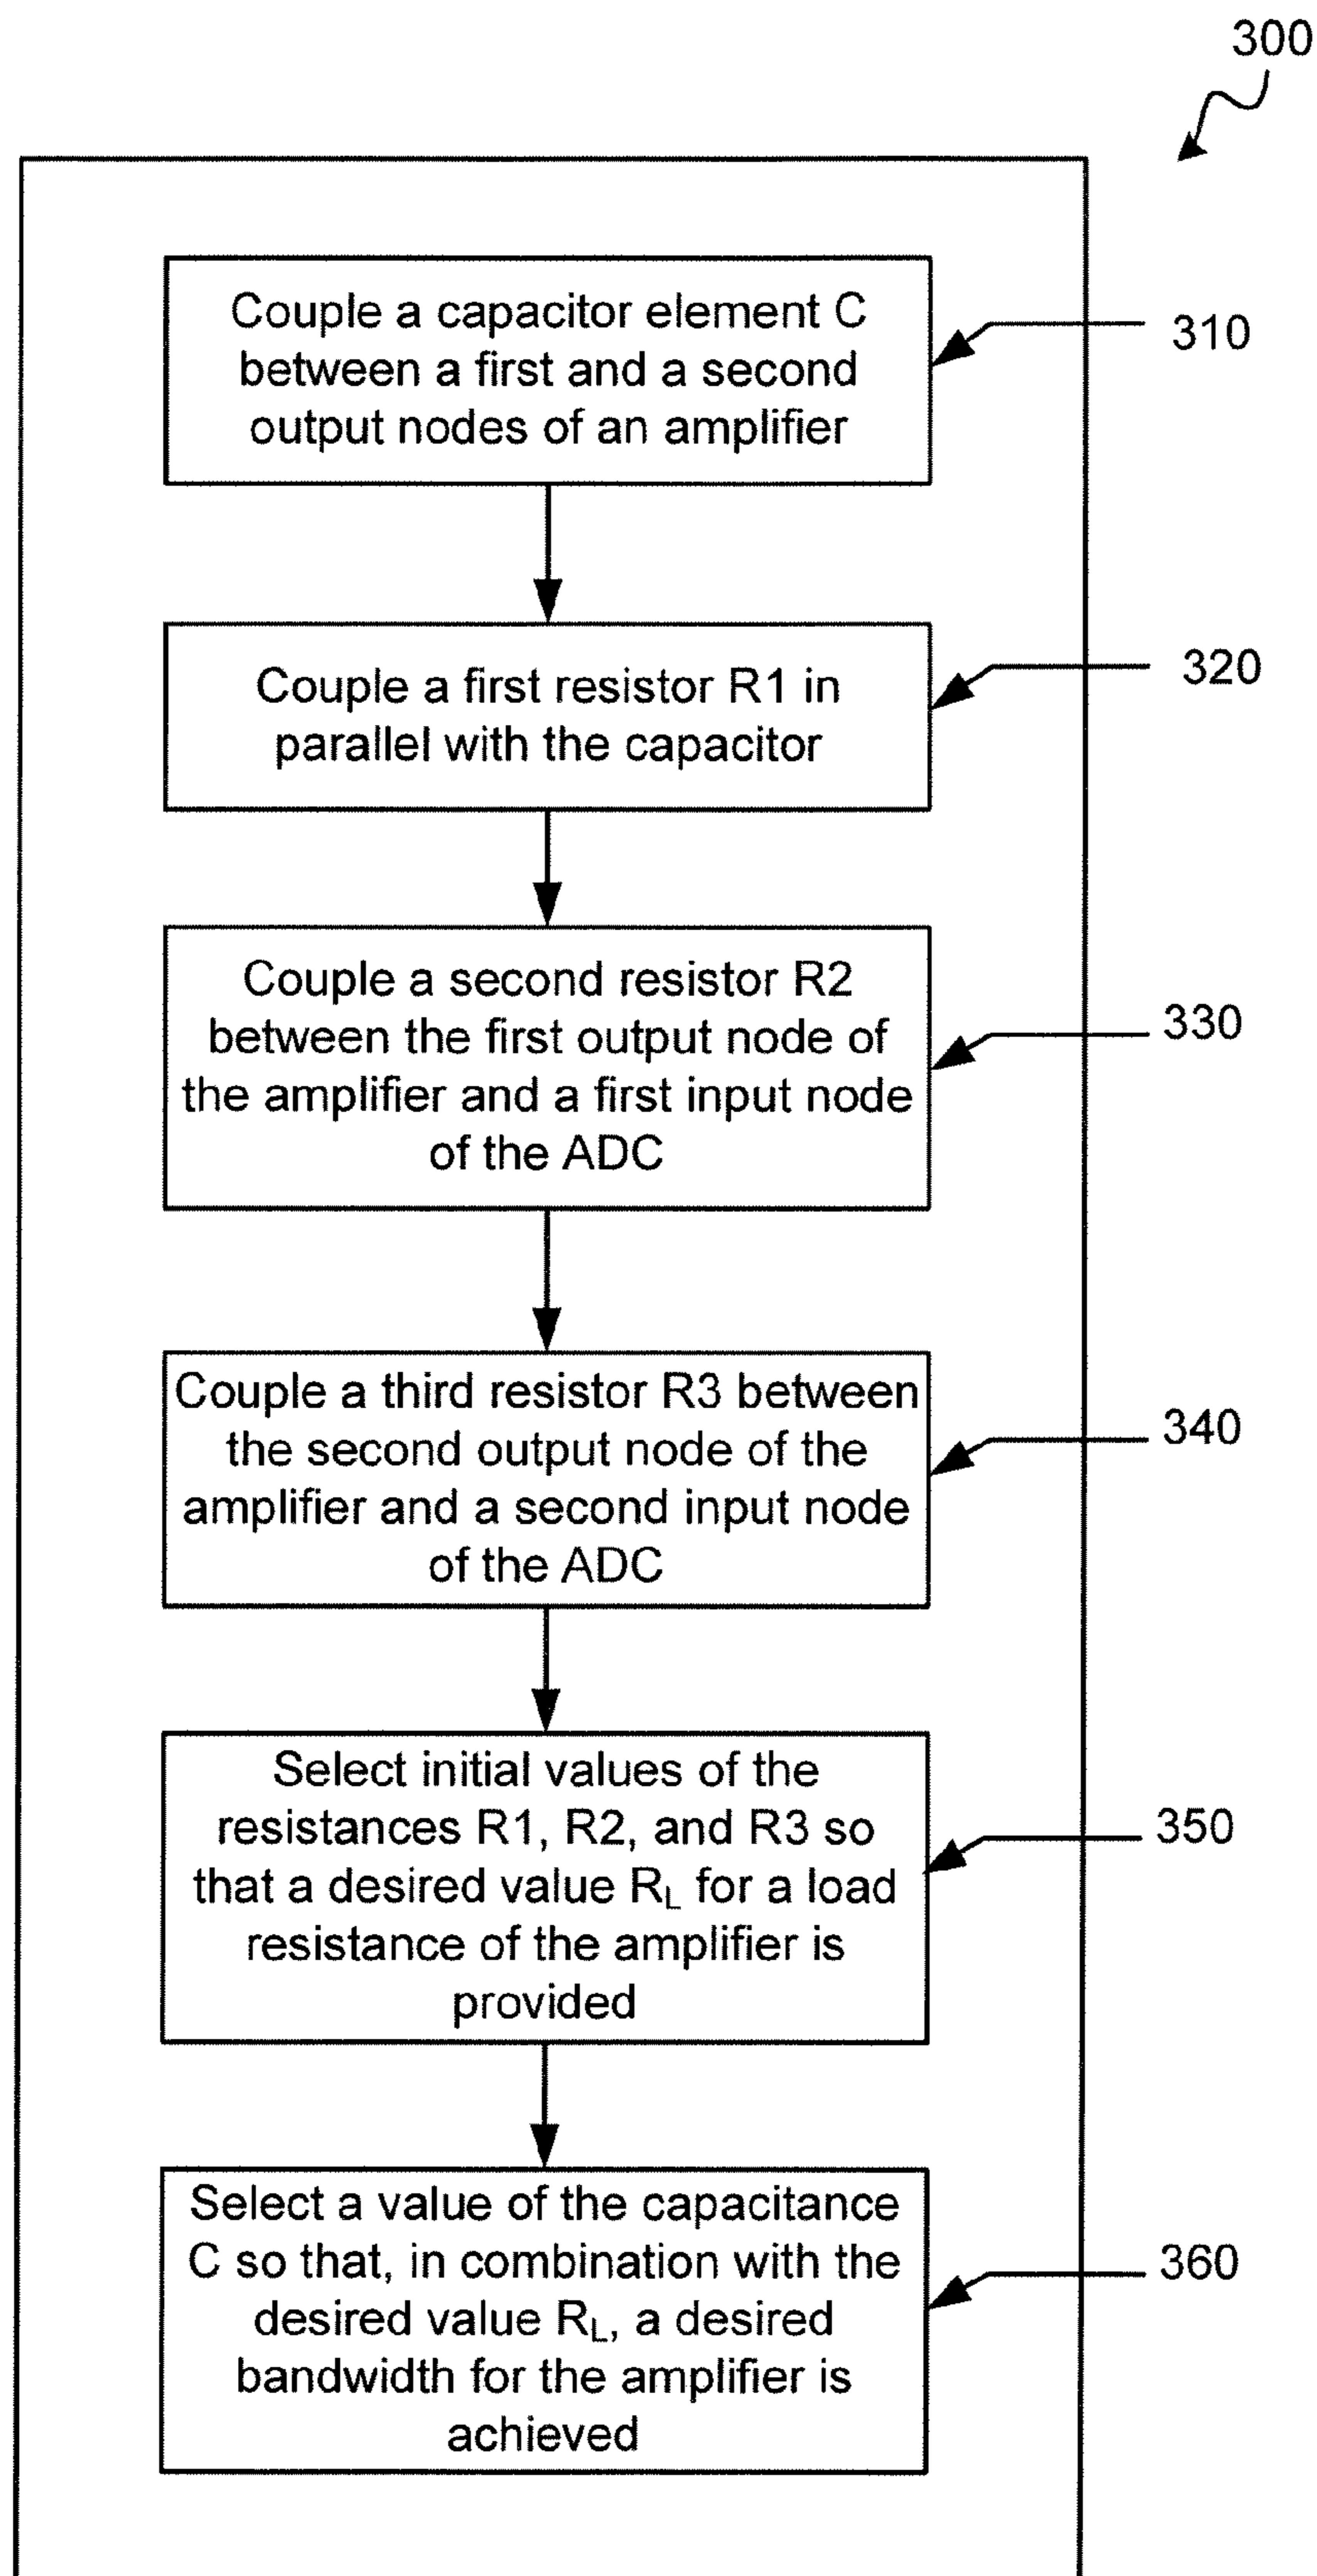 300
Couple a capacitor element C
between a first and a second
output nodes of an amplifier
310
Couple a first resistor R1 in
parallel with the capacitor
320
Couple a second resistor R2
between the first output node of
the amplifier and a first input node
of the ADC
330
Couple a third resistor R3 between
the second output node of the
amplifier and a second input node
of the ADC
340
Select initial values of the
resistances R1, R2, and R3 so
that a desired value RL for a load
resistance of the amplifier is
provided
350
Select a value of the capacitance
C so that, in combination with the
desired value RL, a desired
bandwidth for the amplifier is
achieved
360